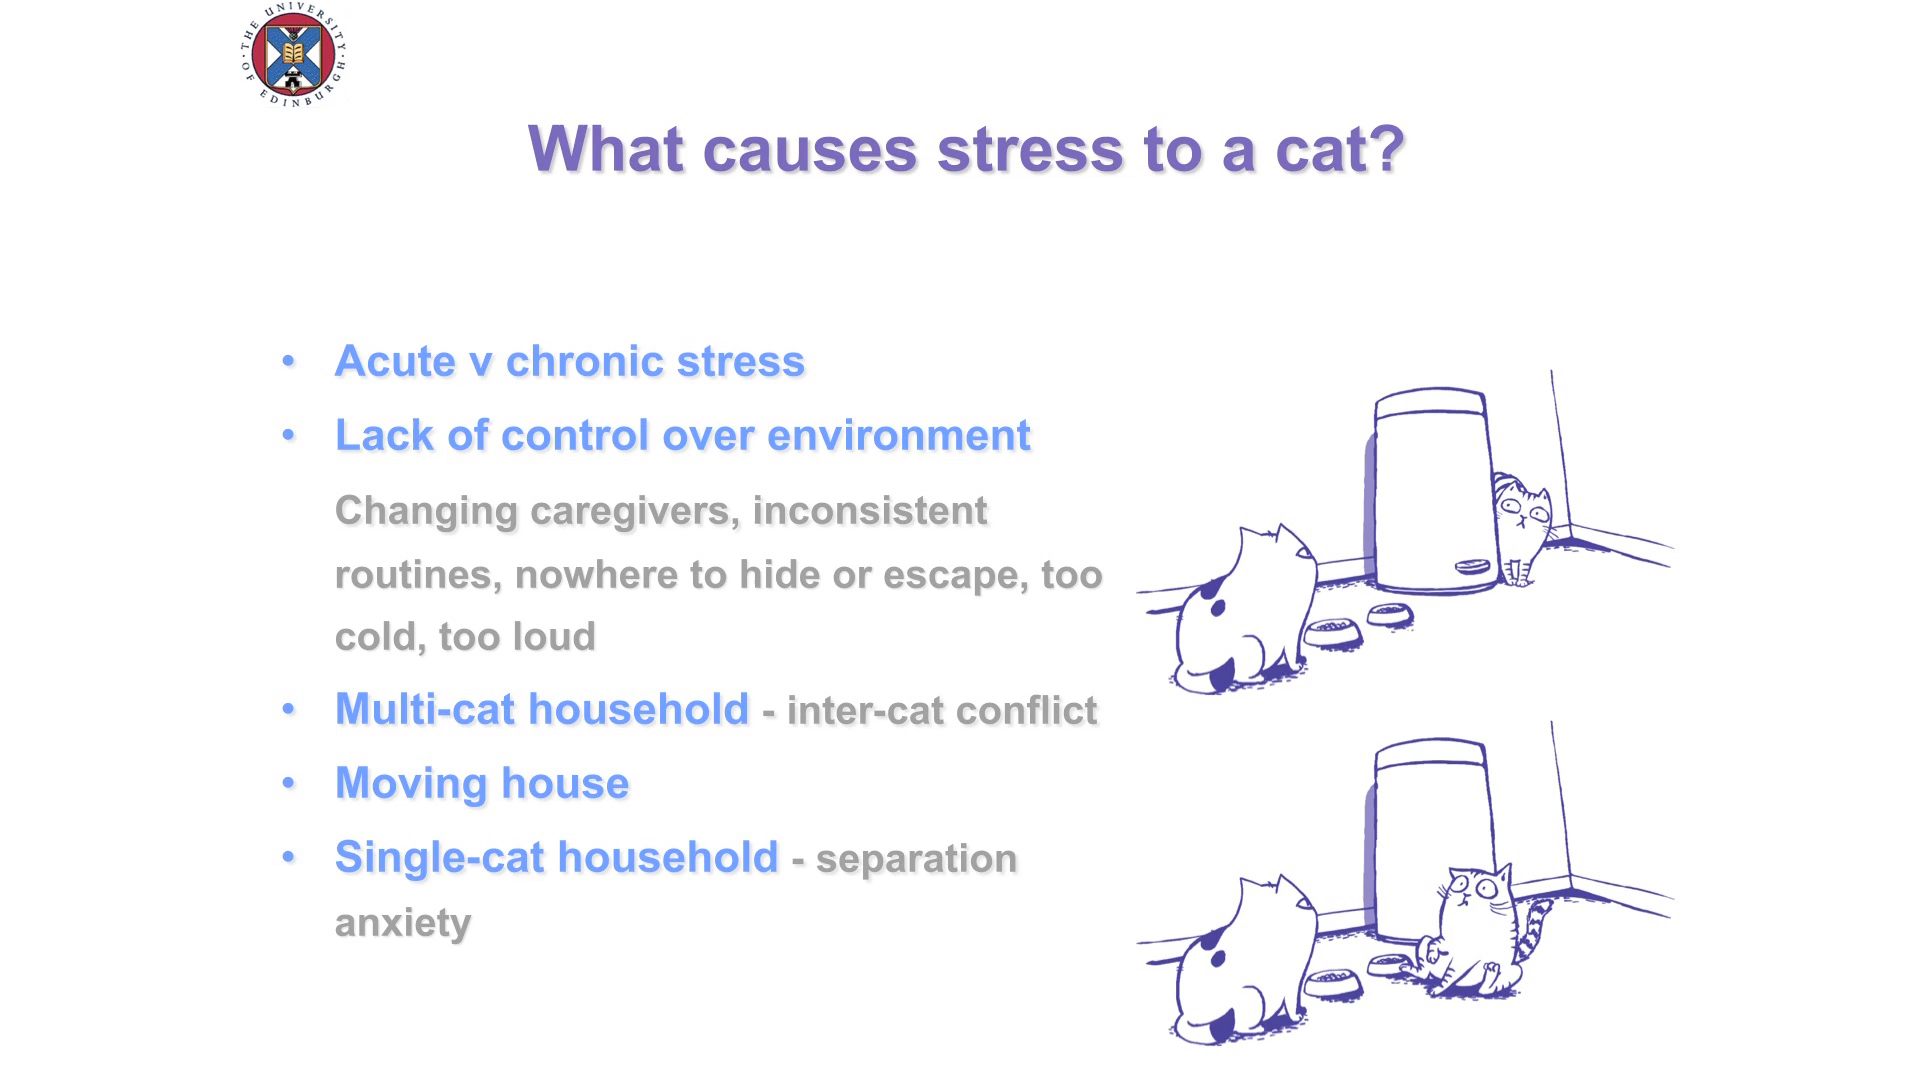 THE UNIVERSITY OF EDINBURGH
What causes stress to a cat?
• Acute v chronic stress
• Lack of control over environment
Changing caregivers, inconsistent
routines, nowhere to hide or escape, too
cold, too loud
• Multi-cat household - inter-cat conflict
• Moving house
• Single-cat household - separation
anxiety